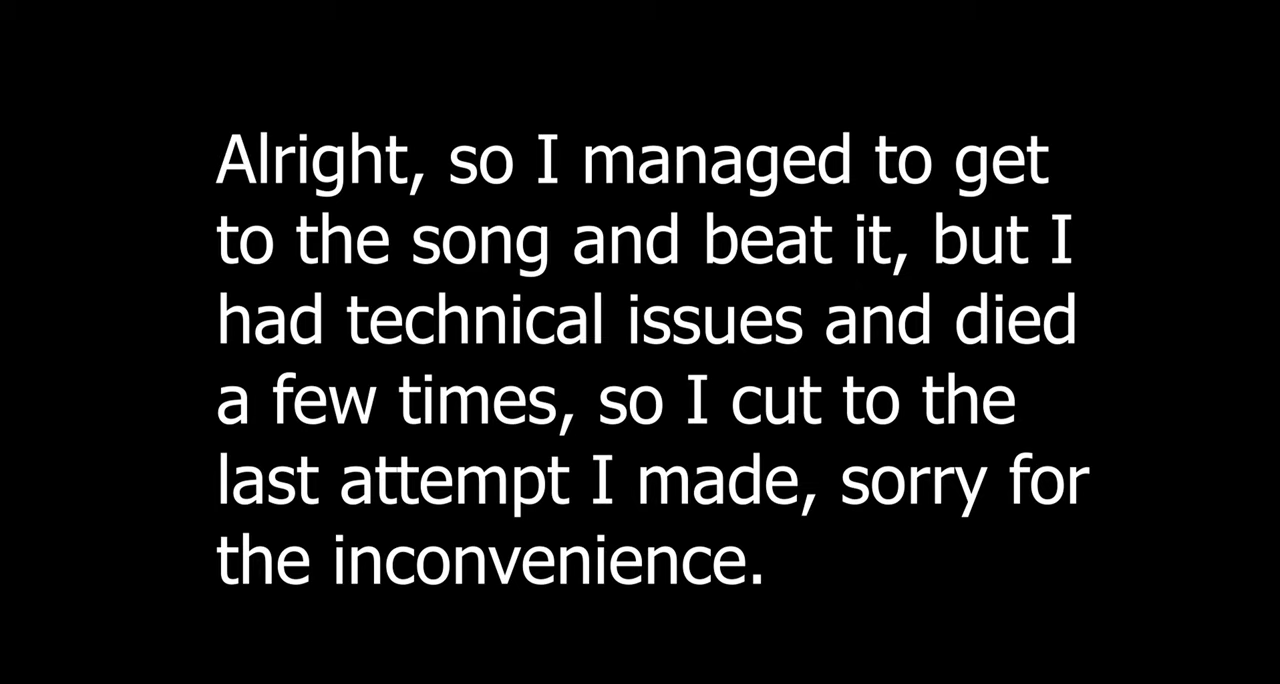 Alright, so I managed to get
to the song and beat it, but I
had technical issues and died
a few times, so I cut to the
last attempt I made, sorry for
the inconvenience.